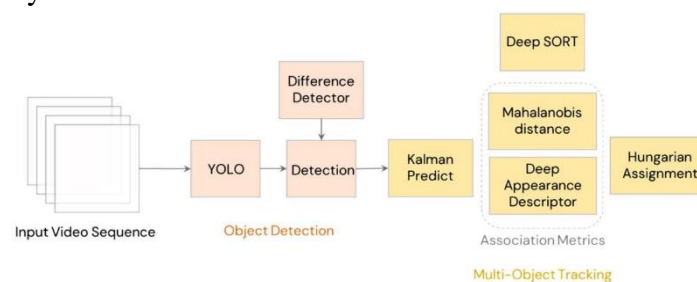 y
Deep SORT
Difference
Detector
Mahalanobis
distance
YOLO
Detection
Kalman
Predict
Deep
Appearance
Descriptor
Hungarian
Assignment
Input Video Sequence
Object Detection
Association Metrics
Multi-Object Tracking